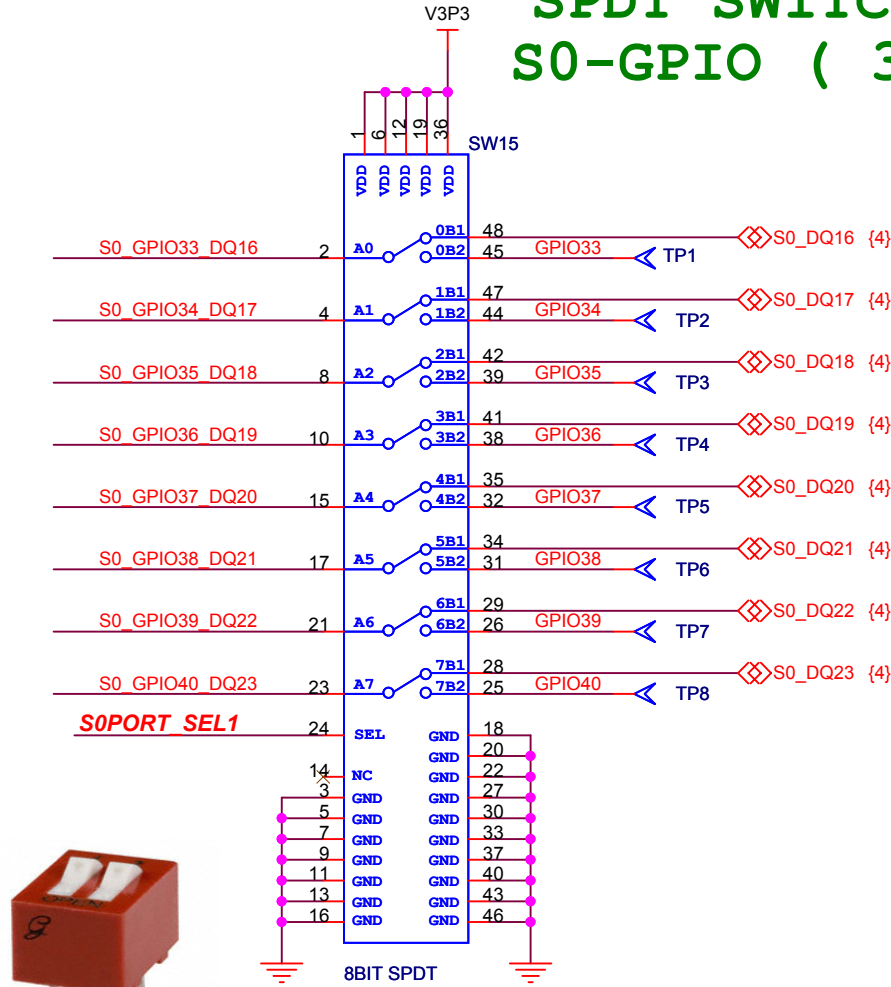 SPDT SWITC
S0-GPIO ( 3
V3P3
1 6 12 19 36
SW15
VDD VDD VDD VDD VDD
S0_GPIO33_DQ16 2 A0 0B1 48 S0_DQ16 {4}
0B2 45 GPIO33 TP1
S0_GPIO34_DQ17 4 A1 1B1 47 S0_DQ17 {4}
1B2 44 GPIO34 TP2
S0_GPIO35_DQ18 8 A2 2B1 42 S0_DQ18 {4}
2B2 39 GPIO35 TP3
S0_GPIO36_DQ19 10 A3 3B1 41 S0_DQ19 {4}
3B2 38 GPIO36 TP4
S0_GPIO37_DQ20 15 A4 4B1 35 S0_DQ20 {4}
4B2 32 GPIO37 TP5
S0_GPIO38_DQ21 17 A5 5B1 34 S0_DQ21 {4}
5B2 31 GPIO38 TP6
S0_GPIO39_DQ22 21 A6 6B1 29 S0_DQ22 {4}
6B2 26 GPIO39 TP7
S0_GPIO40_DQ23 23 A7 7B1 28 S0_DQ23 {4}
7B2 25 GPIO40 TP8
S0PORT_SEL1 24 SEL GND 18
GND 20
14 NC GND 22
3 GND GND 27
5 GND GND 30
7 GND GND 33
9 GND GND 37
11 GND GND 40
13 GND GND 43
16 GND GND 46
OPEN
G
8BIT SPDT